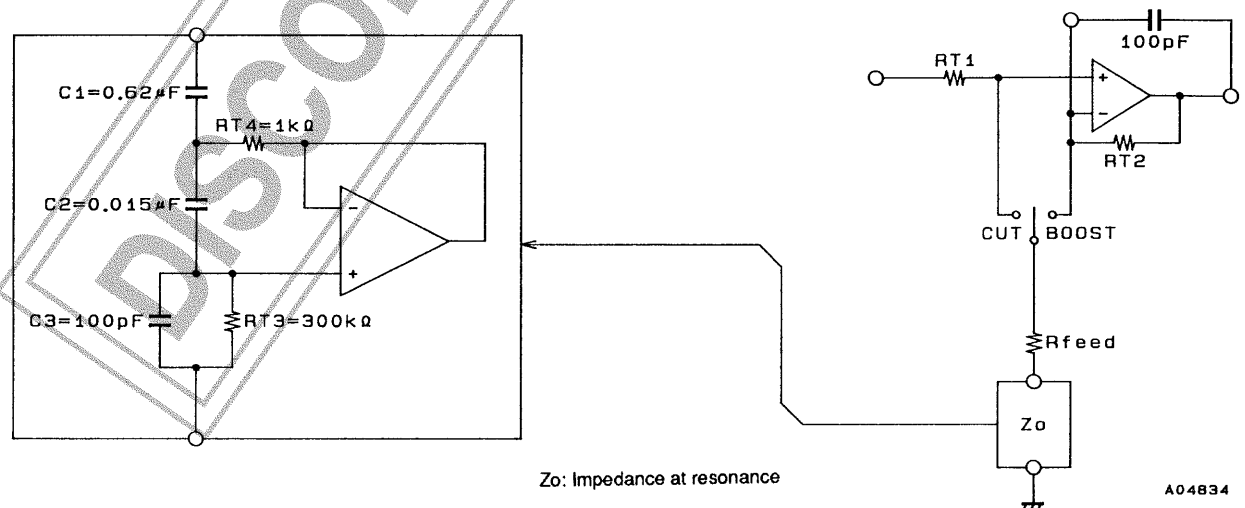 DISCO
C1=0.62μF
RT4=1kΩ
C2=0.015μF
C3=100pF
RT3=300kΩ
100pF
RT1
+
−
RT2
CUT
BOOST
Rfeed
Zo
−
+
Zo: Impedance at resonance
A04834